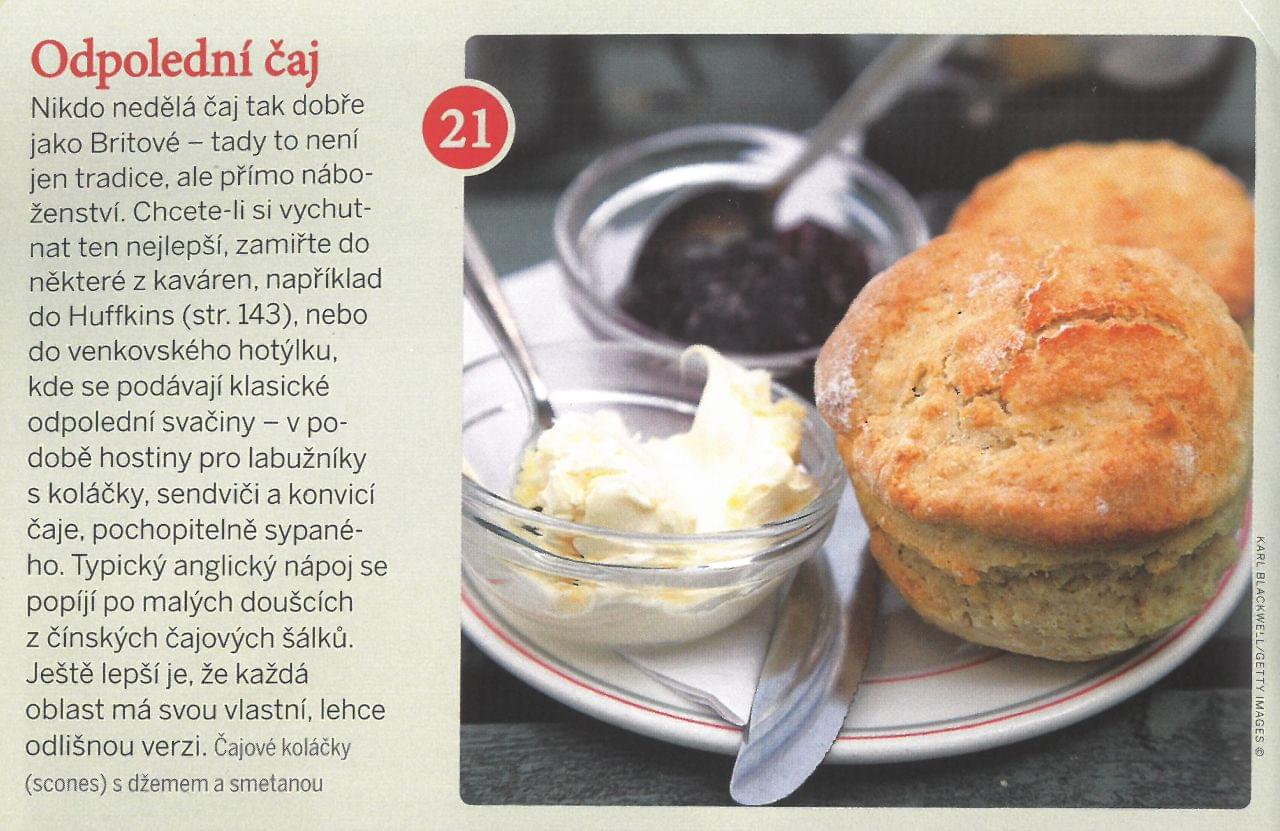 Odpolední čaj
Nikdo nedělá čaj tak dobře
jako Britové – tady to není
jen tradice, ale přímo nábo-
ženství. Chcete-li si vychut-
nat ten nejlepší, zamiřte do
některé z kaváren, například
do Huffkins (str. 143), nebo
do venkovského hotýlku,
kde se podávají klasické
odpolední svačiny – v po-
době hostiny pro labužníky
s koláčky, sendviči a konvicí
čaje, pochopitelně sypané-
ho. Typický anglický nápoj se
popíjí po malých doušcích
z čínských čajových šálků.
Ještě lepší je, že každá
oblast má svou vlastní, lehce
odlišnou verzi. Čajové koláčky
(scones) s džemem a smetanou
21
KARL BLACKWELL/GETTY IMAGES ©